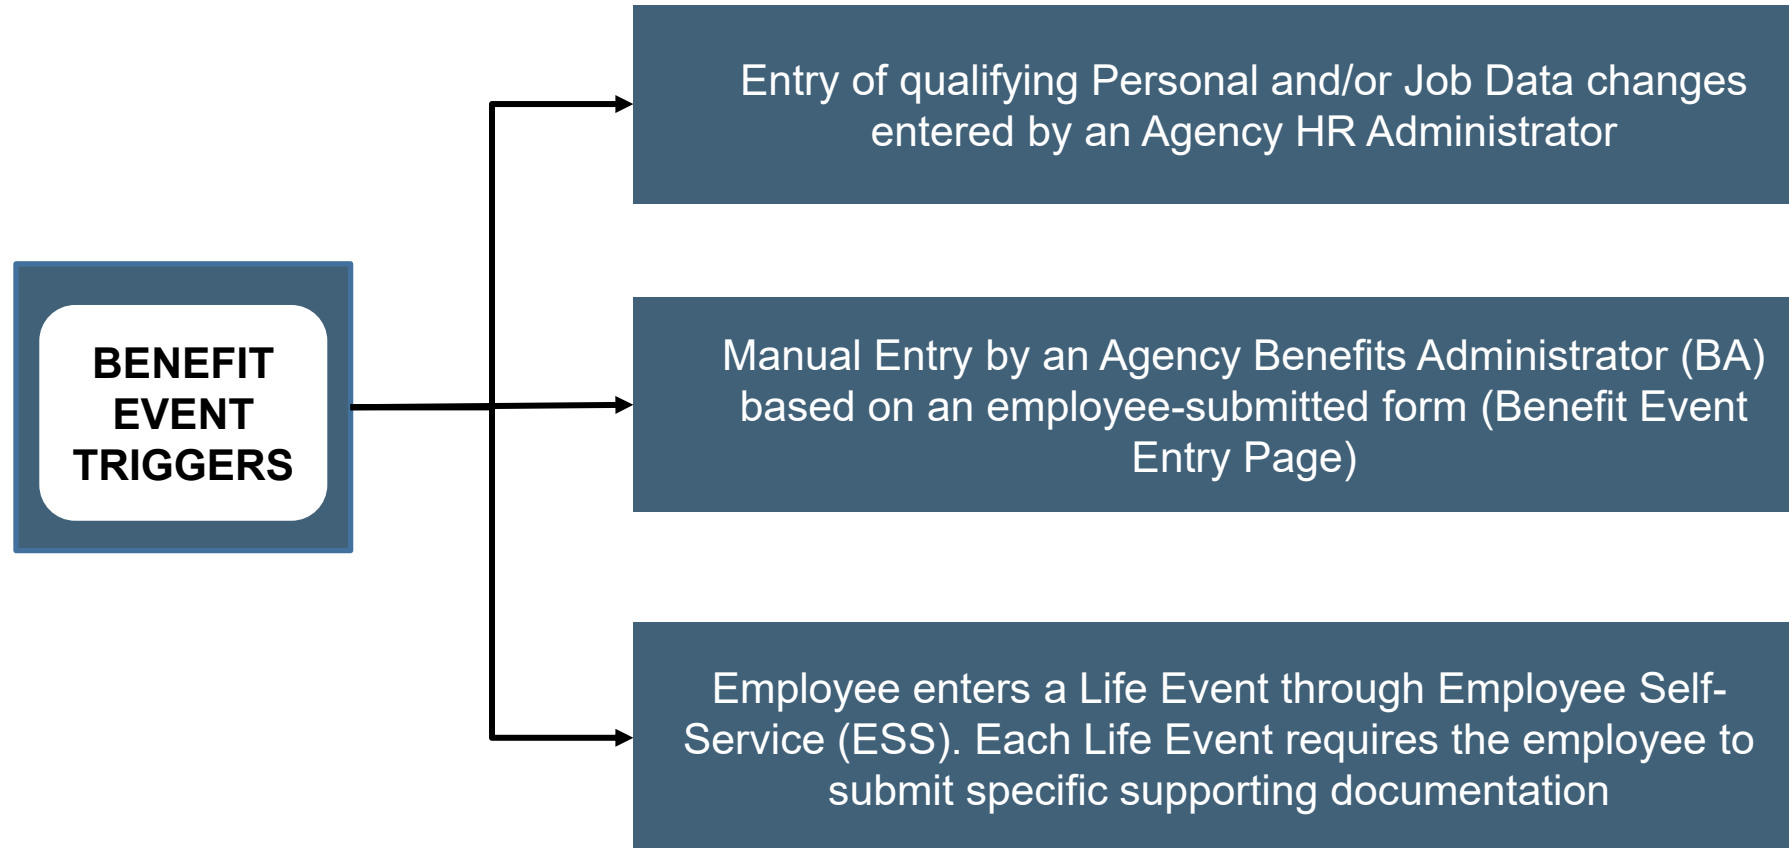 Entry of qualifying Personal and/or Job Data changes
entered by an Agency HR Administrator
BENEFIT
EVENT
TRIGGERS
Manual Entry by an Agency Benefits Administrator (BA)
based on an employee-submitted form (Benefit Event
Entry Page)
Employee enters a Life Event through Employee Self-
Service (ESS). Each Life Event requires the employee to
submit specific supporting documentation